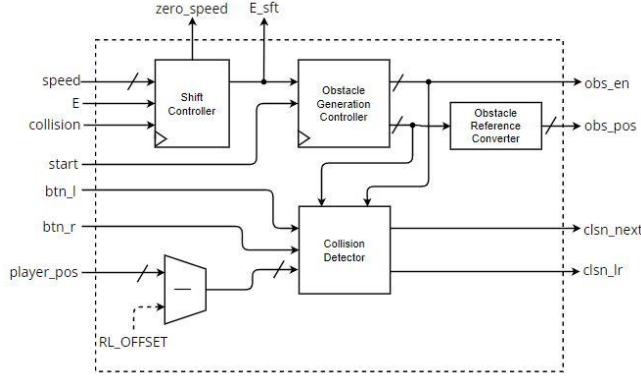 zero_speed
E_sft
speed
E
collision
start
btn_l
btn_r
player_pos
RL_OFFSET
Shift
Controller
Obstacle
Generation
Controller
Obstacle
Reference
Converter
Collision
Detector
obs_en
obs_pos
clsn_next
clsn_lr